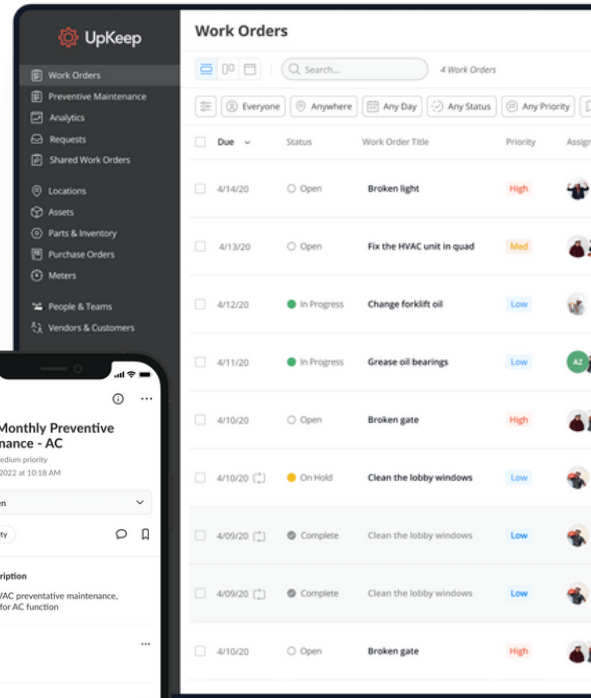 UpKeep
Work Orders
Preventive Maintenance
Analytics
Requests
Shared Work Orders
Locations
Assets
Parts & Inventory
Purchase Orders
Meters
People & Teams
Vendors & Customers
Work Orders
Search...
4 Work Orders
Everyone
Anywhere
Any Day
Any Status
Any Priority
Due Status Work Order Title Priority Assign
4/14/20 Open Broken light High
4/13/20 Open Fix the HVAC unit in quad Med
4/12/20 In Progress Change forklift oil Low
4/11/20 In Progress Grease oil bearings Low AZ
4/10/20 Open Broken gate High
4/10/20 On Hold Clean the lobby windows Low
4/09/20 Complete Clean the lobby windows Low
4/09/20 Complete Clean the lobby windows Low
4/10/20 Open Broken gate High
Monthly Preventive
nance - AC
edium priority
2022 at 10:18 AM
en
ty
ription
VAC preventative maintenance,
for AC function